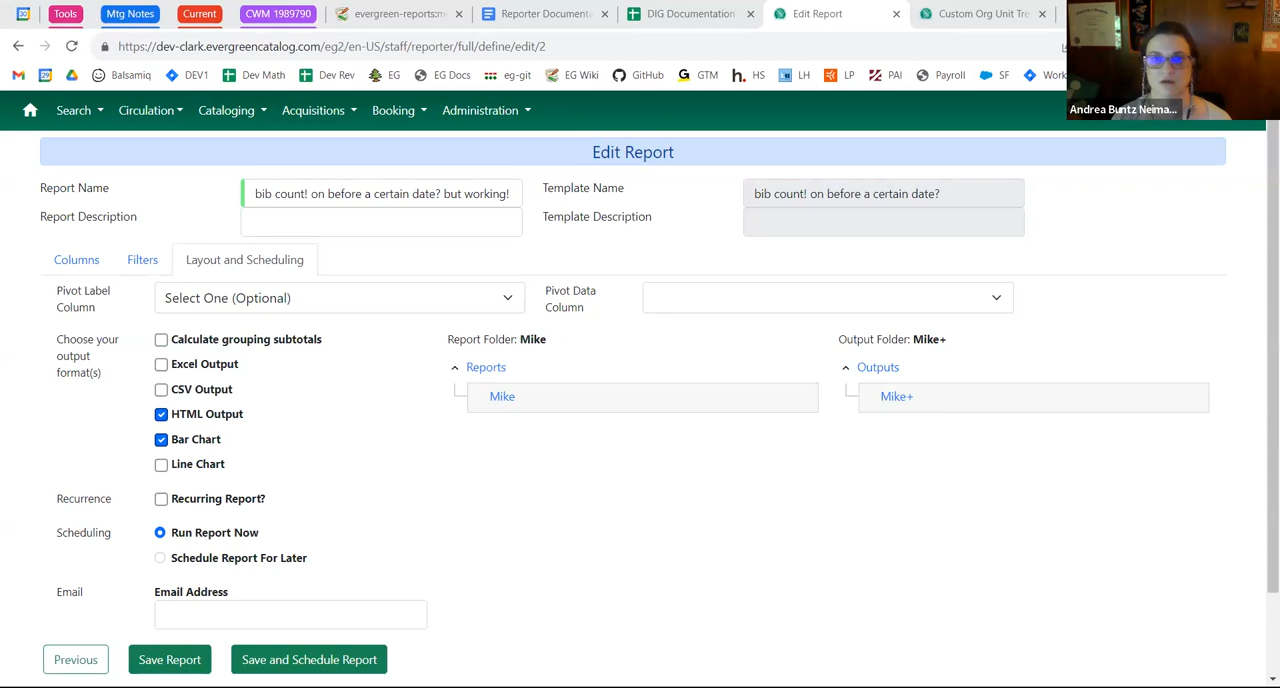 Tools
Mtg Notes
Current
CWM 1989790
evergreen-reports:m
Reporter Documenta
DIG Documentation
Edit Report
Custom Org Unit Tre
https://dev-clark.evergreencatalog.com/eg2/en-US/staff/reporter/full/define/edit/2
Balsamiq
DEV1
Dev Math
Dev Rev
EG
EG Docs
eg-git
EG Wiki
GitHub
GTM
HS
LH
LP
PAI
Payroll
SF
Work
Andrea Buntz Neima...
Search
Circulation
Cataloging
Acquisitions
Booking
Administration
Edit Report
Report Name
bib count! on before a certain date? but working!
Template Name
bib count! on before a certain date?
Report Description
Template Description
Columns
Filters
Layout and Scheduling
Pivot Label Column
Select One (Optional)
Pivot Data Column
Choose your output format(s)
Calculate grouping subtotals
Excel Output
CSV Output
HTML Output
Bar Chart
Line Chart
Report Folder: Mike
Reports
Mike
Output Folder: Mike+
Outputs
Mike+
Recurrence
Recurring Report?
Scheduling
Run Report Now
Schedule Report For Later
Email
Email Address
Previous
Save Report
Save and Schedule Report